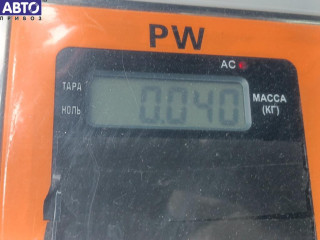 АВТО
ПРИВОЗ
PW
AC
ТАРА
0.040
НОЛЬ
МАССА
(КГ)